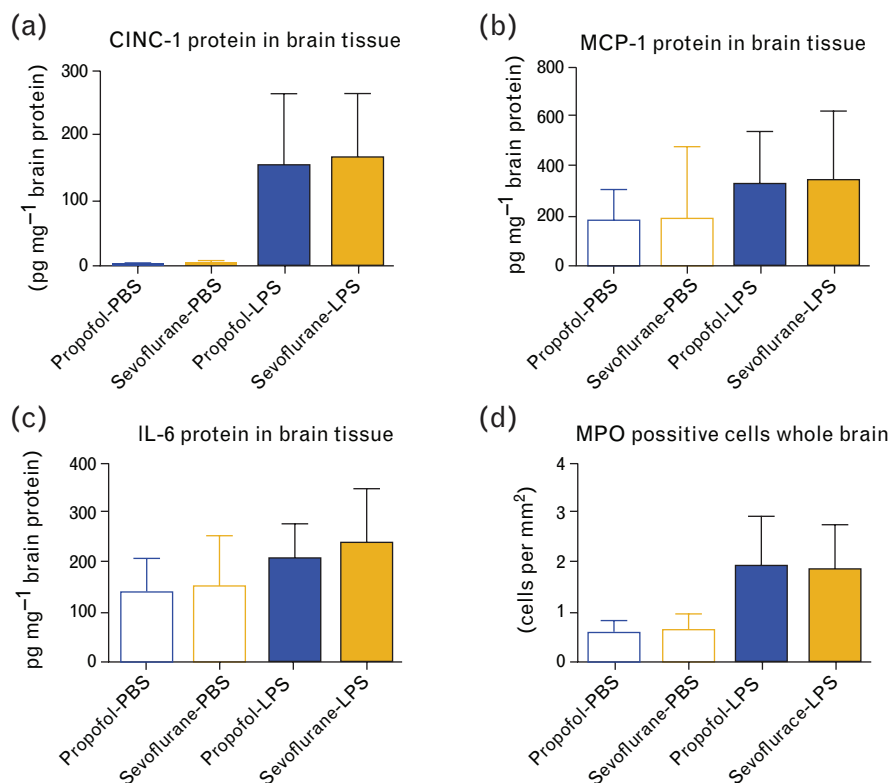 (a)
CINC-1 protein in brain tissue
(pg mg⁻¹ brain protein)
300
200
100
0
Propofol-PBS
Sevoflurane-PBS
Propofol-LPS
Sevoflurane-LPS
(b)
MCP-1 protein in brain tissue
pg mg⁻¹ brain protein)
800
600
400
200
0
Propofol-PBS
Sevoflurane-PBS
Propofol-LPS
Sevoflurane-LPS
(c)
IL-6 protein in brain tissue
pg mg⁻¹ brain protein)
400
300
200
100
0
Propofol-PBS
Sevoflurane-PBS
Propofol-LPS
Sevoflurane-LPS
(d)
MPO possitive cells whole brain
(cells per mm²)
4
3
2
1
0
Propofol-PBS
Sevoflurane-PBS
Propofol-LPS
Sevoflurace-LPS